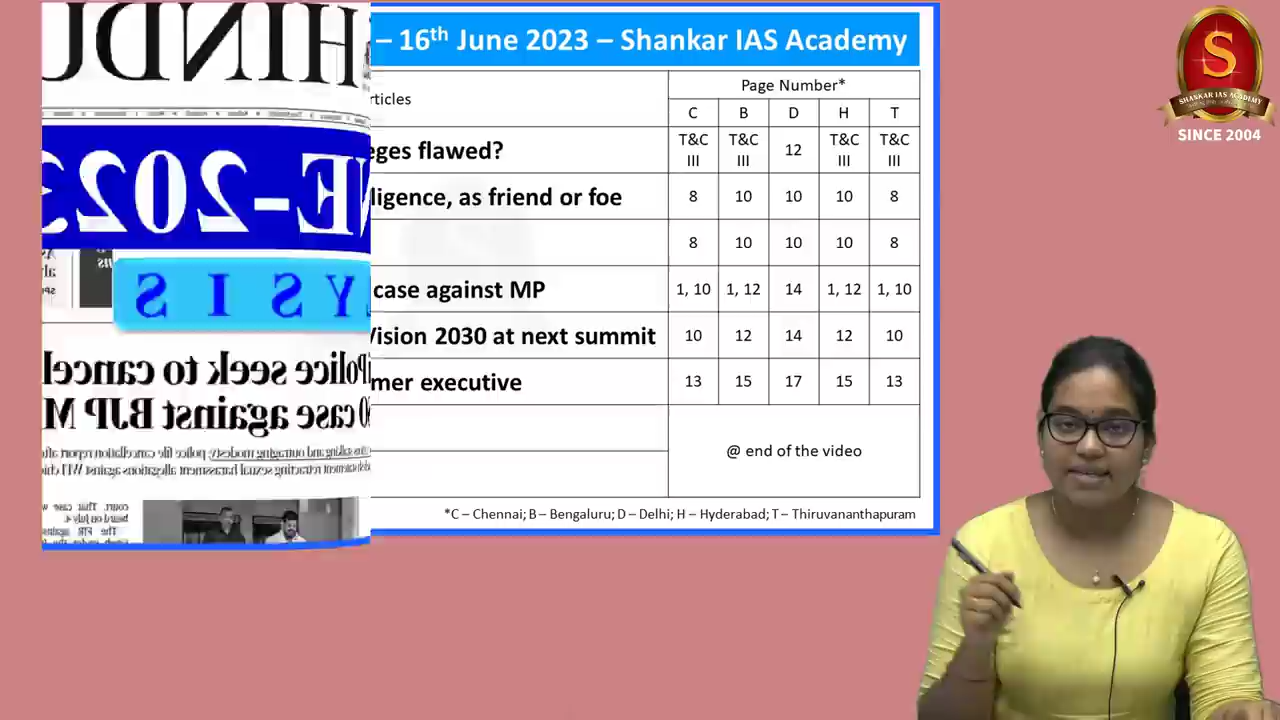 HINDU
NE-2023
YSIS
Police seek to cancel
case against BJP M
– 16th June 2023 – Shankar IAS Academy
rticles
Page Number*
C B D H T
eges flawed?
T&C III T&C III 12 T&C III T&C III
ligence, as friend or foe 8 10 10 10 8
8 10 10 10 8
case against MP 1, 10 1, 12 14 1, 12 1, 10
Vision 2030 at next summit 10 12 14 12 10
mer executive 13 15 17 15 13
@ end of the video
*C – Chennai; B – Bengaluru; D – Delhi; H – Hyderabad; T – Thiruvananthapuram
S
SHANKAR IAS ACADEMY
SINCE 2004